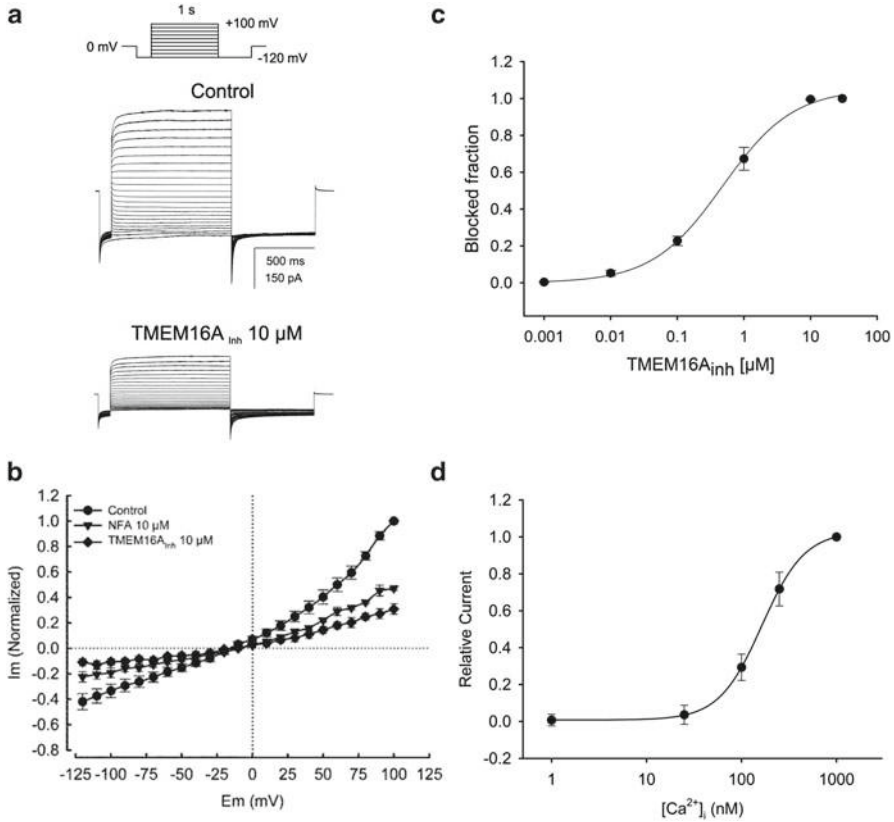 a
1 s
+100 mV
0 mV
-120 mV
Control
500 ms
150 pA
TMEM16A Inh 10 µM
b
Im (Normalized)
1.4
1.2
1.0
0.8
0.6
0.4
0.2
0.0
-0.2
-0.4
-0.6
-0.8
Control
NFA 10 µM
TMEM16AInh 10 µM
-125 -100 -75 -50 -25 0 25 50 75 100 125
Em (mV)
c
Blocked fraction
1.2
1.0
0.8
0.6
0.4
0.2
0.0
0.001 0.01 0.1 1 10 100
TMEM16Ainh [µM]
d
Relative Current
1.2
1.0
0.8
0.6
0.4
0.2
0.0
-0.2
1 10 100 1000
[Ca2+]i (nM)